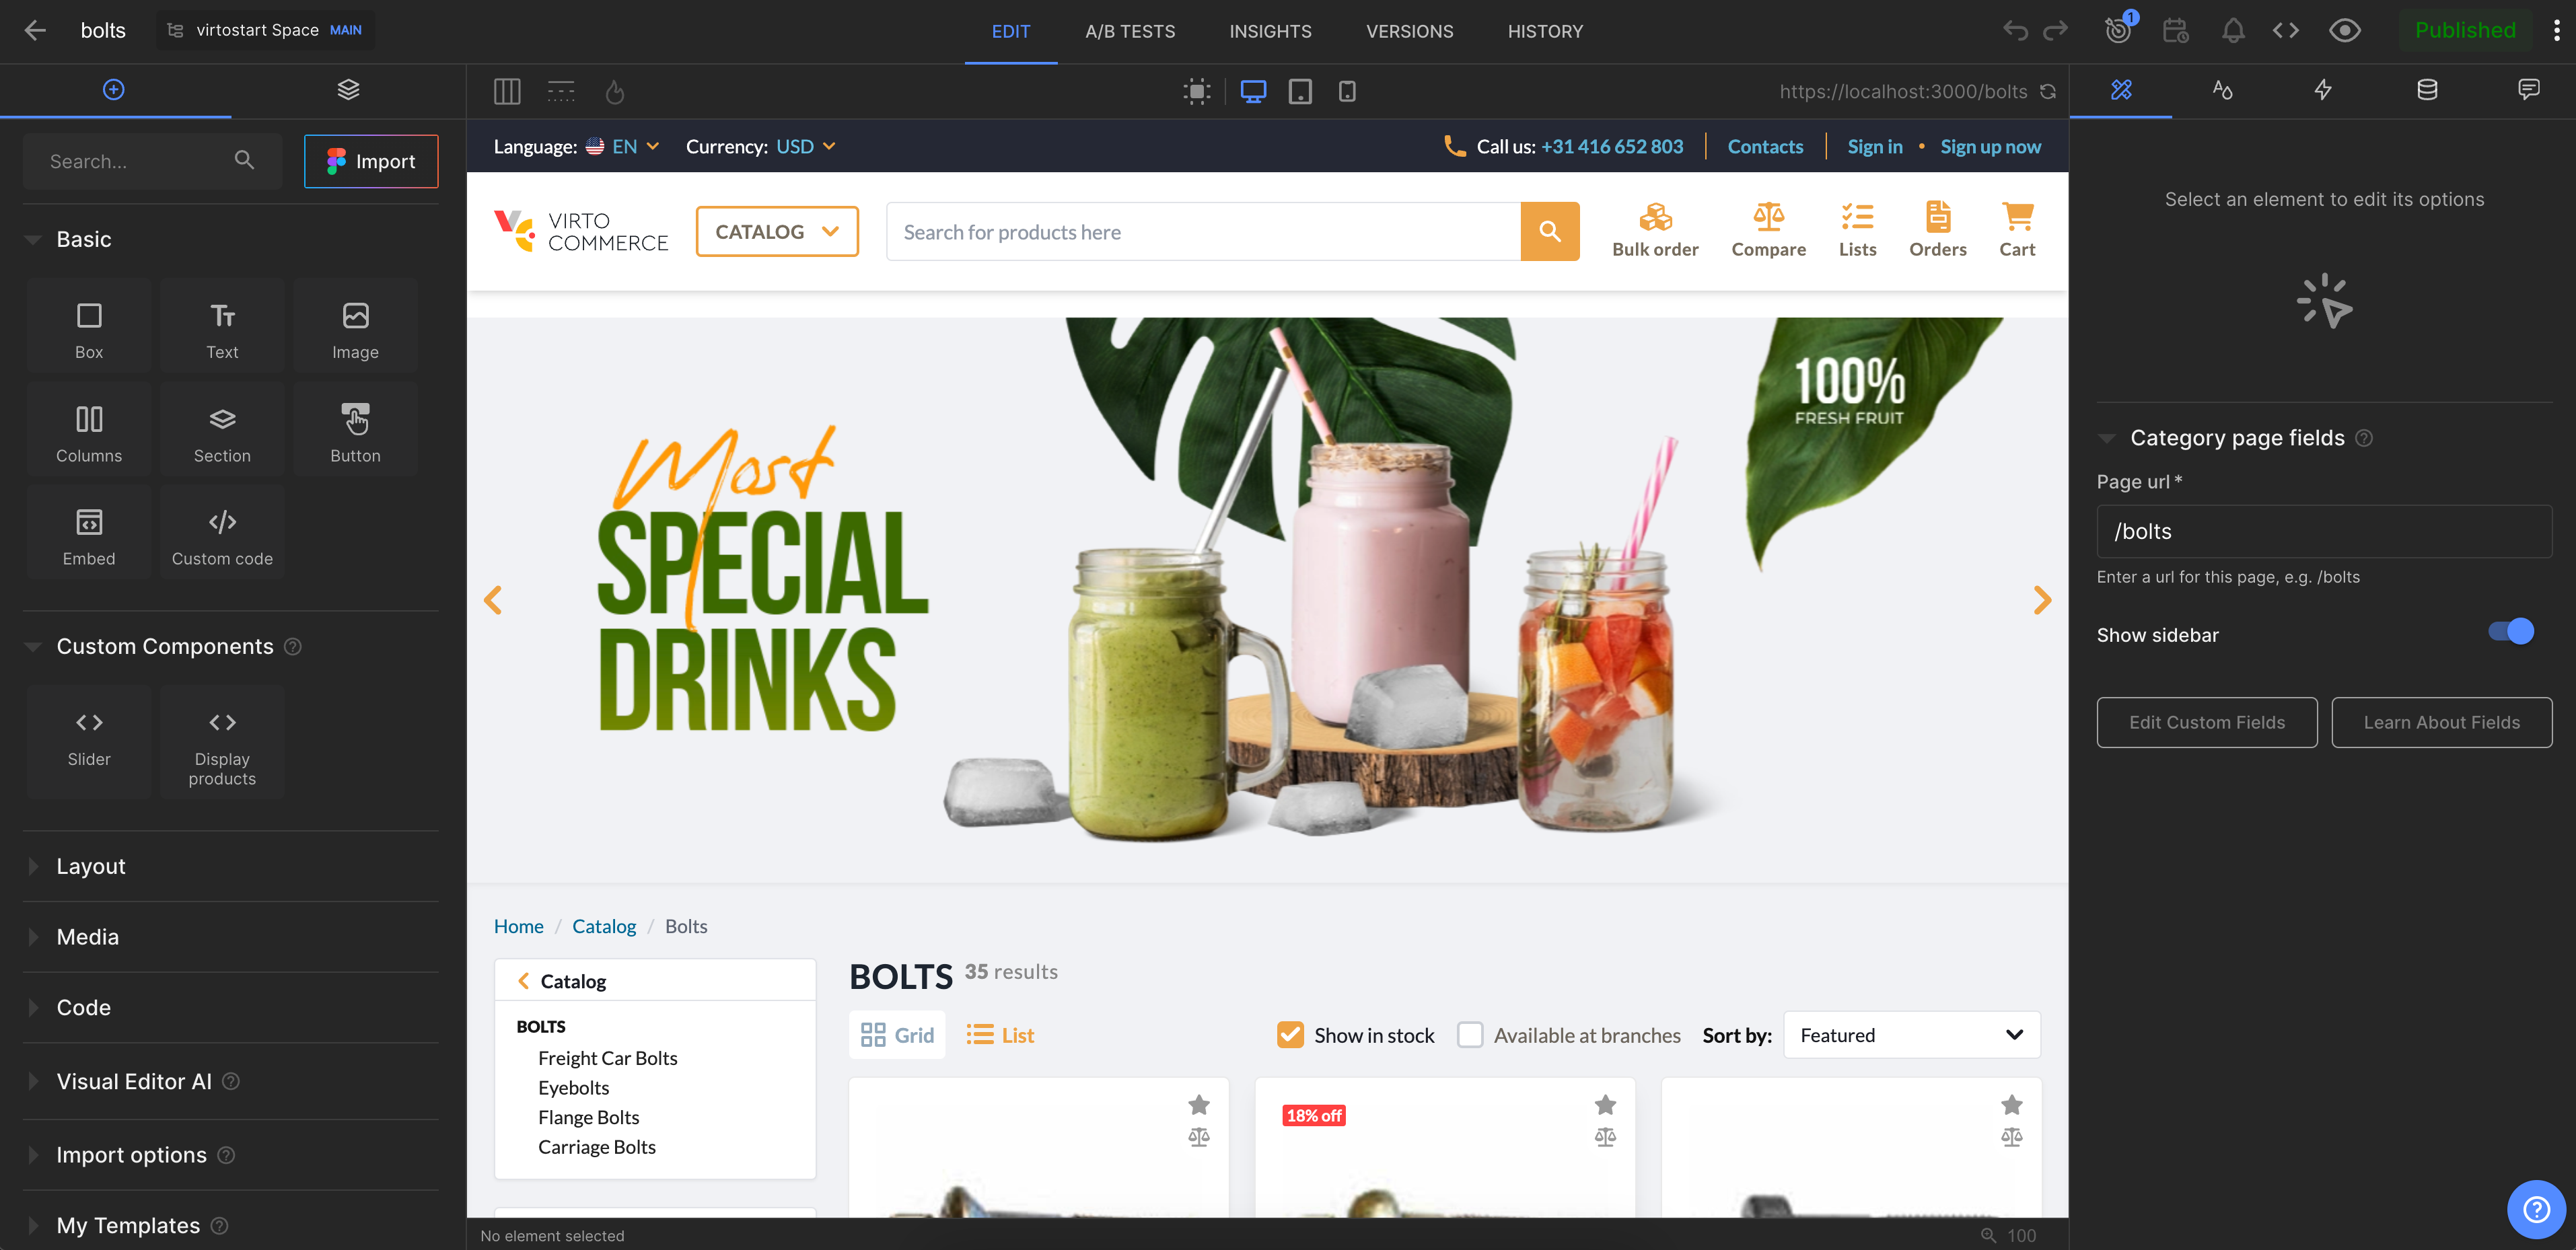 bolts
virtostart Space MAIN
EDIT
A/B TESTS
INSIGHTS
VERSIONS
HISTORY
1
Published
https://localhost:3000/bolts
Search...
Import
Basic
Box
Text
Image
Columns
Section
Button
Embed
Custom code
Custom Components
Slider
Display
products
Layout
Media
Code
Visual Editor AI
Import options
My Templates
Language: EN
Currency: USD
Call us: +31 416 652 803
Contacts
Sign in • Sign up now
VIRTO
COMMERCE
CATALOG
Search for products here
Bulk order
Compare
Lists
Orders
Cart
100%
FRESH FRUIT
Most
SPECIAL
DRINKS
Home / Catalog / Bolts
Catalog
BOLTS
Freight Car Bolts
Eyebolts
Flange Bolts
Carriage Bolts
BOLTS 35 results
Grid
List
Show in stock
Available at branches
Sort by:
Featured
18% off
No element selected
100
Select an element to edit its options
Category page fields
Page url*
/bolts
Enter a url for this page, e.g. /bolts
Show sidebar
Edit Custom Fields
Learn About Fields